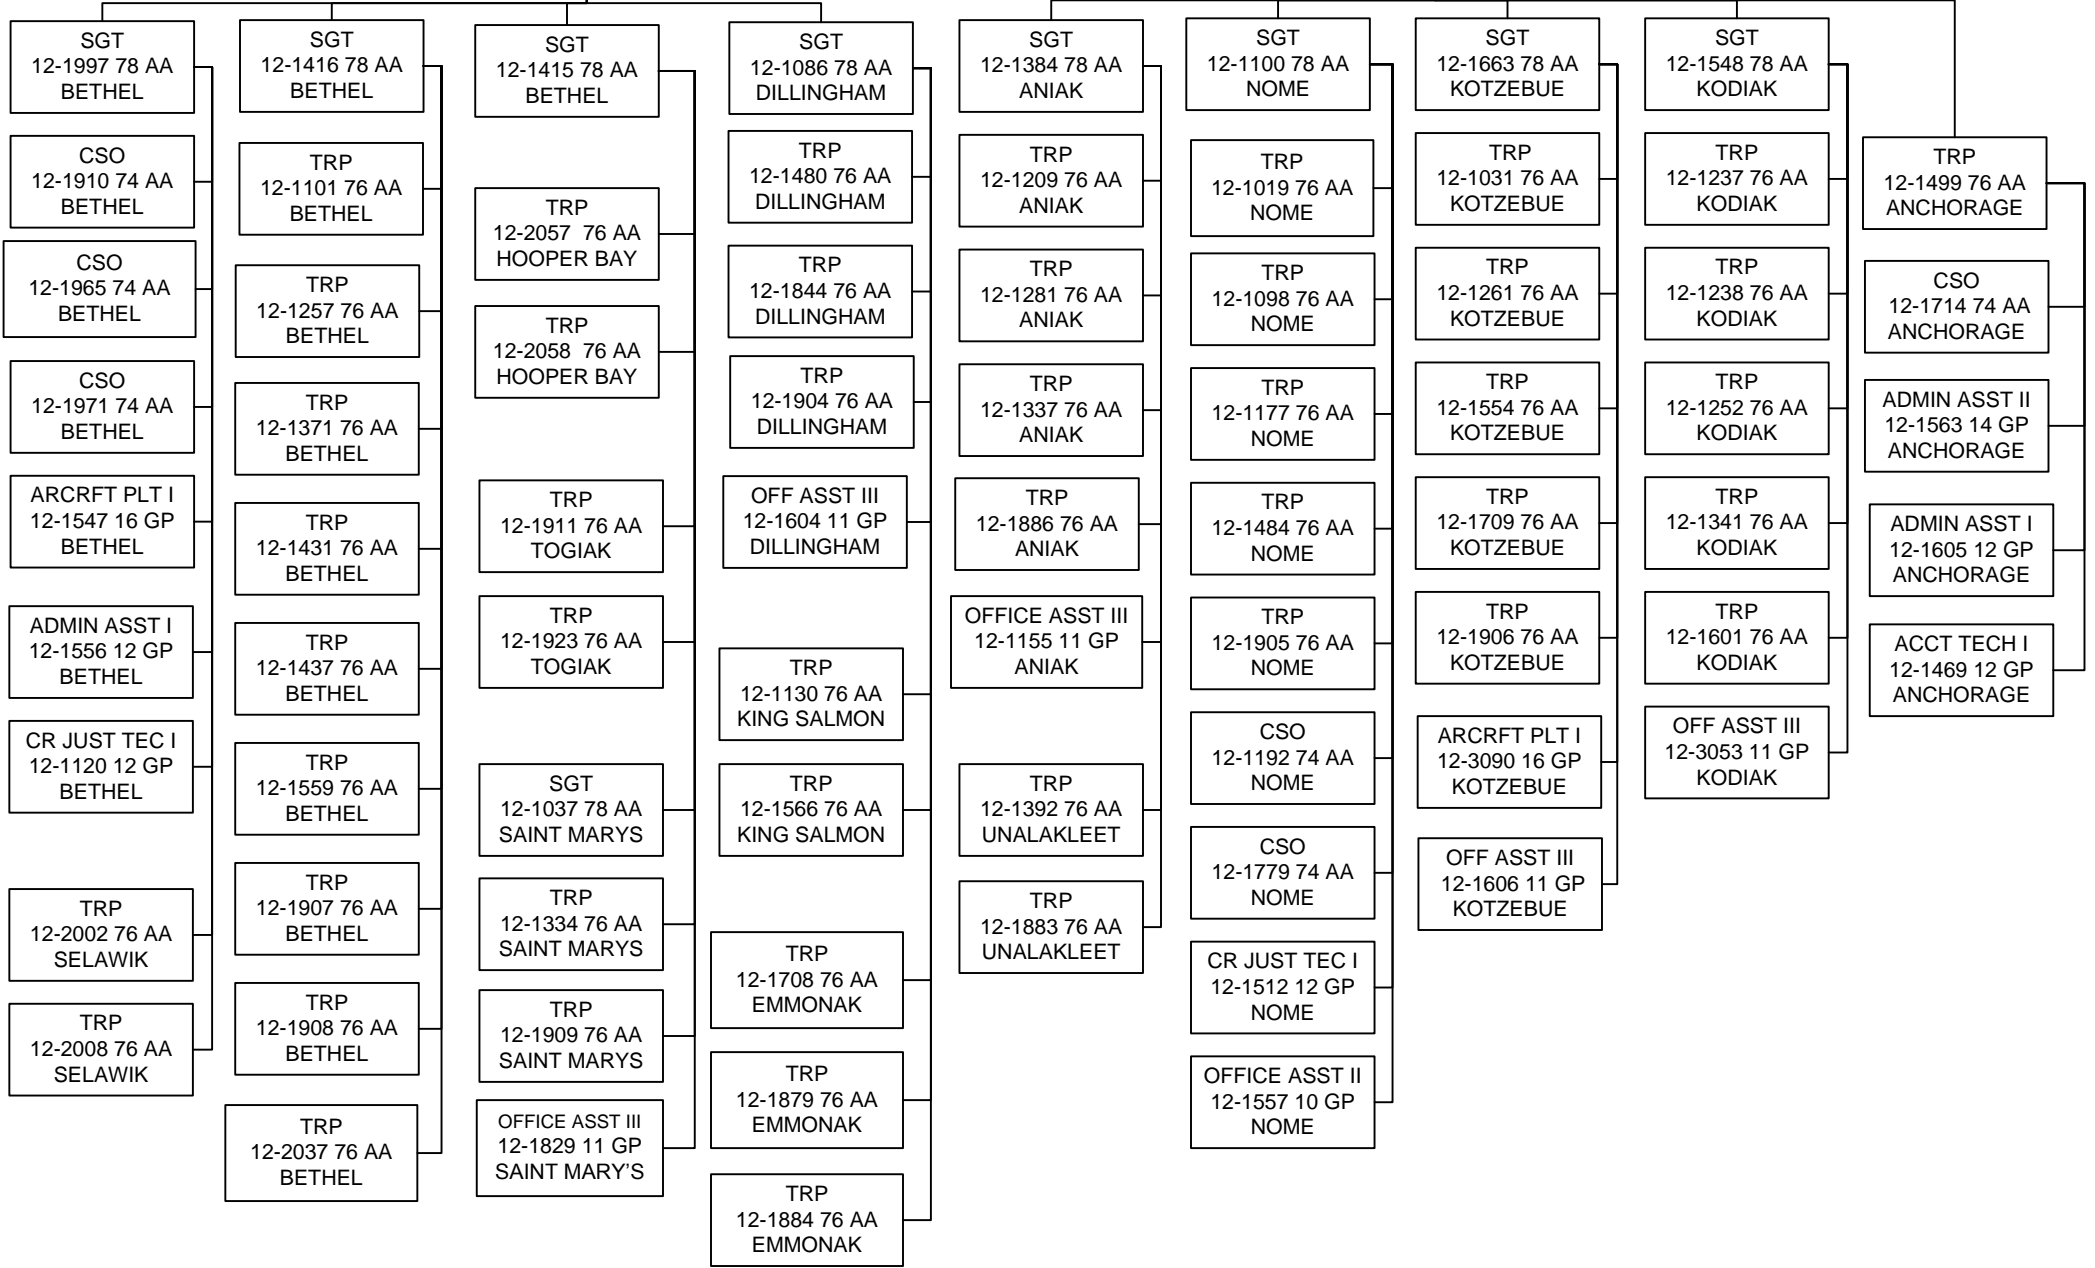 SGT
12-1997 78 AA
BETHEL
CSO
12-1910 74 AA
BETHEL
CSO
12-1965 74 AA
BETHEL
CSO
12-1971 74 AA
BETHEL
ARCRFT PLT I
12-1547 16 GP
BETHEL
ADMIN ASST I
12-1556 12 GP
BETHEL
CR JUST TEC I
12-1120 12 GP
BETHEL
TRP
12-2002 76 AA
SELAWIK
TRP
12-2008 76 AA
SELAWIK
SGT
12-1416 78 AA
BETHEL
TRP
12-1101 76 AA
BETHEL
TRP
12-1257 76 AA
BETHEL
TRP
12-1371 76 AA
BETHEL
TRP
12-1431 76 AA
BETHEL
TRP
12-1437 76 AA
BETHEL
TRP
12-1559 76 AA
BETHEL
TRP
12-1907 76 AA
BETHEL
TRP
12-1908 76 AA
BETHEL
TRP
12-2037 76 AA
BETHEL
SGT
12-1415 78 AA
BETHEL
TRP
12-2057  76 AA
HOOPER BAY
TRP
12-2058  76 AA
HOOPER BAY
TRP
12-1911 76 AA
TOGIAK
TRP
12-1923 76 AA
TOGIAK
SGT
12-1037 78 AA
SAINT MARYS
TRP
12-1334 76 AA
SAINT MARYS
TRP
12-1909 76 AA
SAINT MARYS
OFFICE ASST III
12-1829 11 GP
SAINT MARY’S
SGT
12-1086 78 AA
DILLINGHAM
TRP
12-1480 76 AA
DILLINGHAM
TRP
12-1844 76 AA
DILLINGHAM
TRP
12-1904 76 AA
DILLINGHAM
OFF ASST III
12-1604 11 GP
DILLINGHAM
TRP
12-1130 76 AA
KING SALMON
TRP
12-1566 76 AA
KING SALMON
TRP
12-1708 76 AA
EMMONAK
TRP
12-1879 76 AA
EMMONAK
TRP
12-1884 76 AA
EMMONAK
SGT
12-1384 78 AA
ANIAK
TRP
12-1209 76 AA
ANIAK
TRP
12-1281 76 AA
ANIAK
TRP
12-1337 76 AA
ANIAK
TRP
12-1886 76 AA
ANIAK
OFFICE ASST III
12-1155 11 GP
ANIAK
TRP
12-1392 76 AA
UNALAKLEET
TRP
12-1883 76 AA
UNALAKLEET
SGT
12-1100 78 AA
NOME
TRP
12-1019 76 AA
NOME
TRP
12-1098 76 AA
NOME
TRP
12-1177 76 AA
NOME
TRP
12-1484 76 AA
NOME
TRP
12-1905 76 AA
NOME
CSO
12-1192 74 AA
NOME
CSO
12-1779 74 AA
NOME
CR JUST TEC I
12-1512 12 GP
NOME
OFFICE ASST II
12-1557 10 GP
NOME
SGT
12-1663 78 AA
KOTZEBUE
TRP
12-1031 76 AA
KOTZEBUE
TRP
12-1261 76 AA
KOTZEBUE
TRP
12-1554 76 AA
KOTZEBUE
TRP
12-1709 76 AA
KOTZEBUE
TRP
12-1906 76 AA
KOTZEBUE
ARCRFT PLT I
12-3090 16 GP
KOTZEBUE
OFF ASST III
12-1606 11 GP
KOTZEBUE
SGT
12-1548 78 AA
KODIAK
TRP
12-1237 76 AA
KODIAK
TRP
12-1238 76 AA
KODIAK
TRP
12-1252 76 AA
KODIAK
TRP
12-1341 76 AA
KODIAK
TRP
12-1601 76 AA
KODIAK
OFF ASST III
12-3053 11 GP
KODIAK
TRP
12-1499 76 AA
ANCHORAGE
CSO
12-1714 74 AA
ANCHORAGE
ADMIN ASST II
12-1563 14 GP
ANCHORAGE
ADMIN ASST I
12-1605 12 GP
ANCHORAGE
ACCT TECH I
12-1469 12 GP
ANCHORAGE